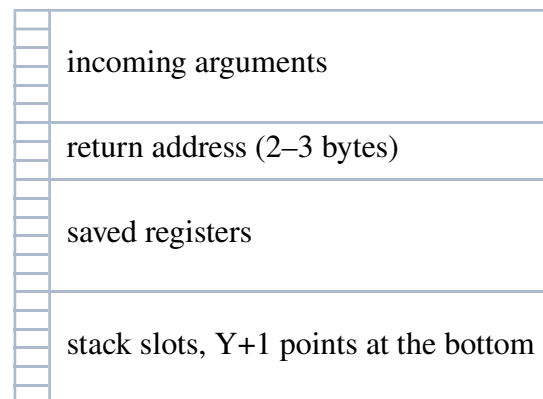 incoming arguments
return address (2–3 bytes)
saved registers
stack slots, Y+1 points at the bottom